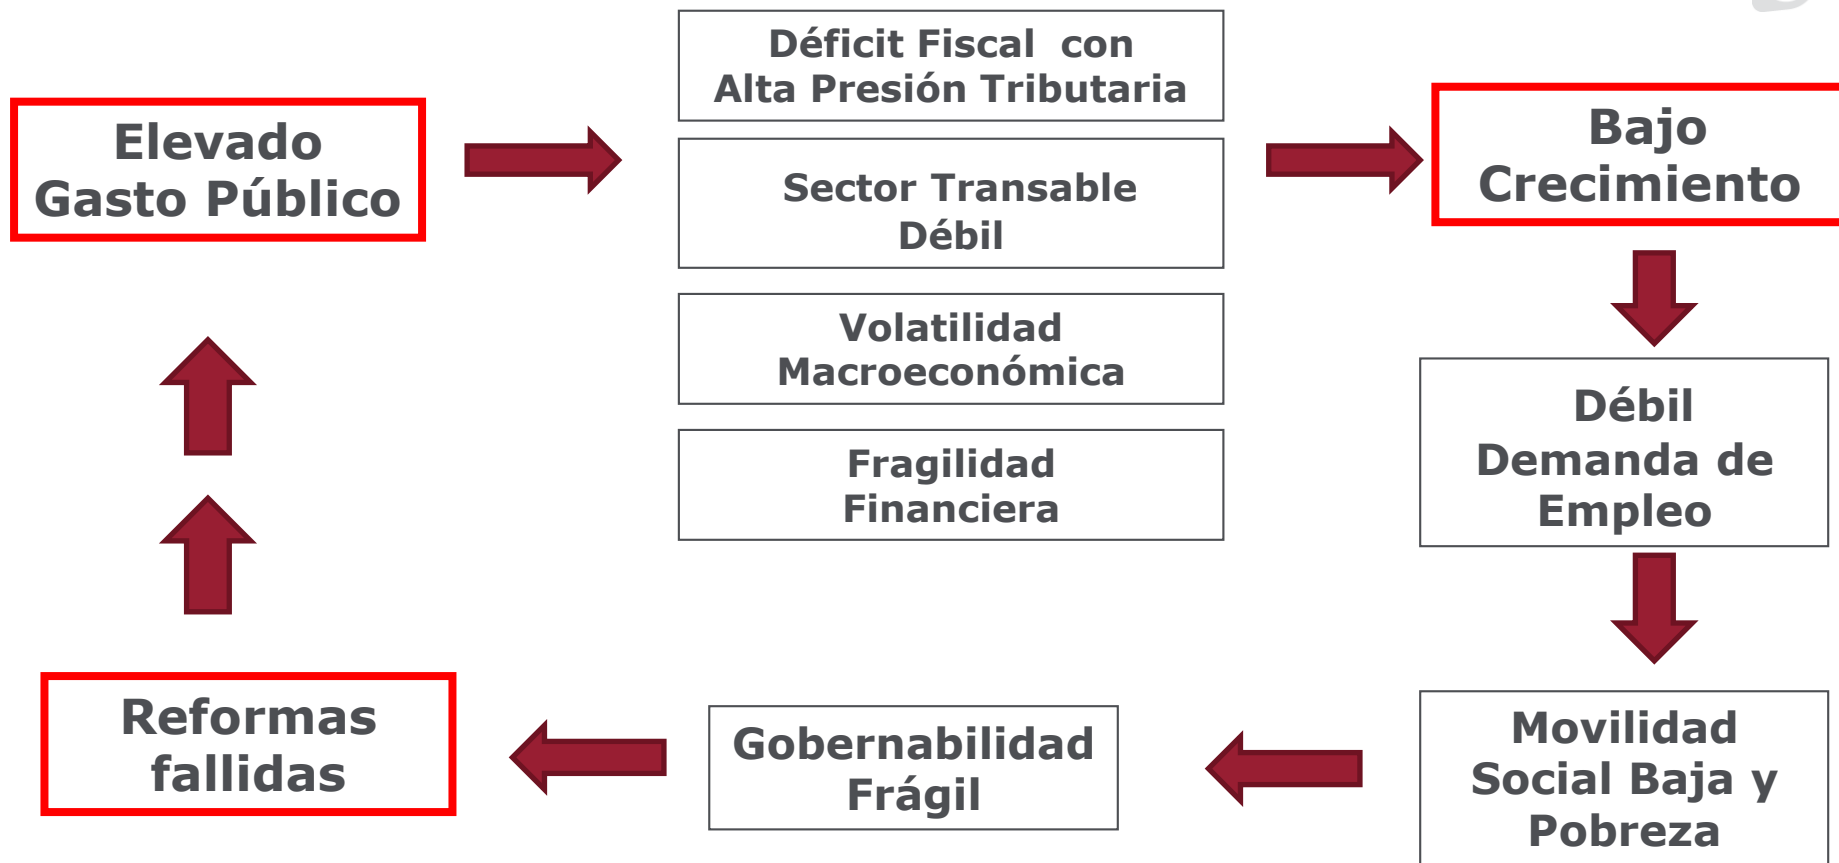 Elevado
Gasto Público
Déficit Fiscal con
Alta Presión Tributaria
Sector Transable
Débil
Volatilidad
Macroeconómica
Fragilidad
Financiera
Bajo
Crecimiento
Débil
Demanda de
Empleo
Movilidad
Social Baja y
Pobreza
Gobernabilidad
Frágil
Reformas
fallidas